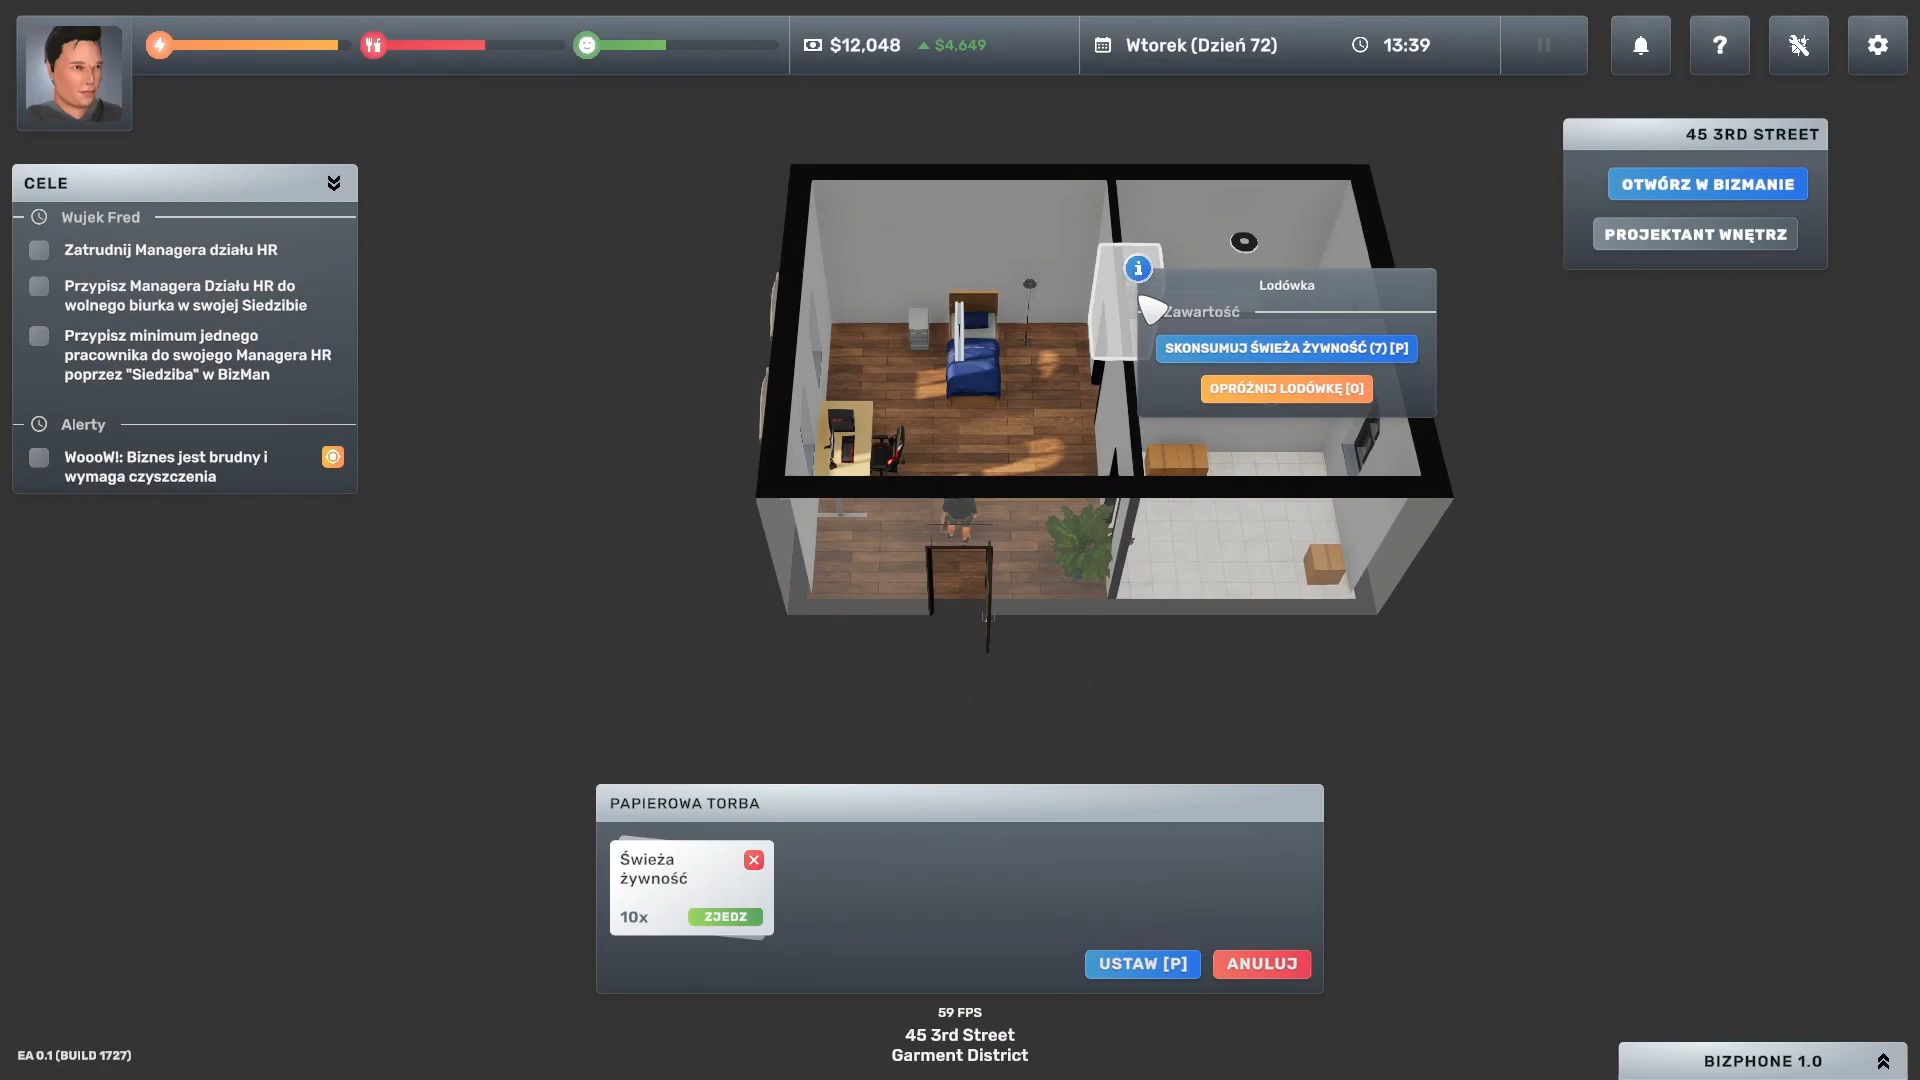 $12,048
$4,649
Wtorek (Dzień 72)
13:39
?
45 3RD STREET
OTWÓRZ W BIZMANIE
PROJEKTANT WNĘTRZ
CELE
Wujek Fred
Zatrudnij Managera działu HR
Przypisz Managera Działu HR do
wolnego biurka w swojej Siedzibie
Przypisz minimum jednego
pracownika do swojego Managera HR
poprzez "Siedziba" w BizMan
Alerty
WoooW!: Biznes jest brudny i
wymaga czyszczenia
Lodówka
Zawartość
SKONSUMUJ ŚWIEŻA ŻYWNOŚĆ (7) [P]
OPRÓŻNIJ LODÓWKĘ [O]
PAPIEROWA TORBA
Świeża
żywność
10x
ZJEDZ
USTAW [P]
ANULUJ
59 FPS
45 3rd Street
Garment District
EA 0.1 (BUILD 1727)
BIZPHONE 1.0